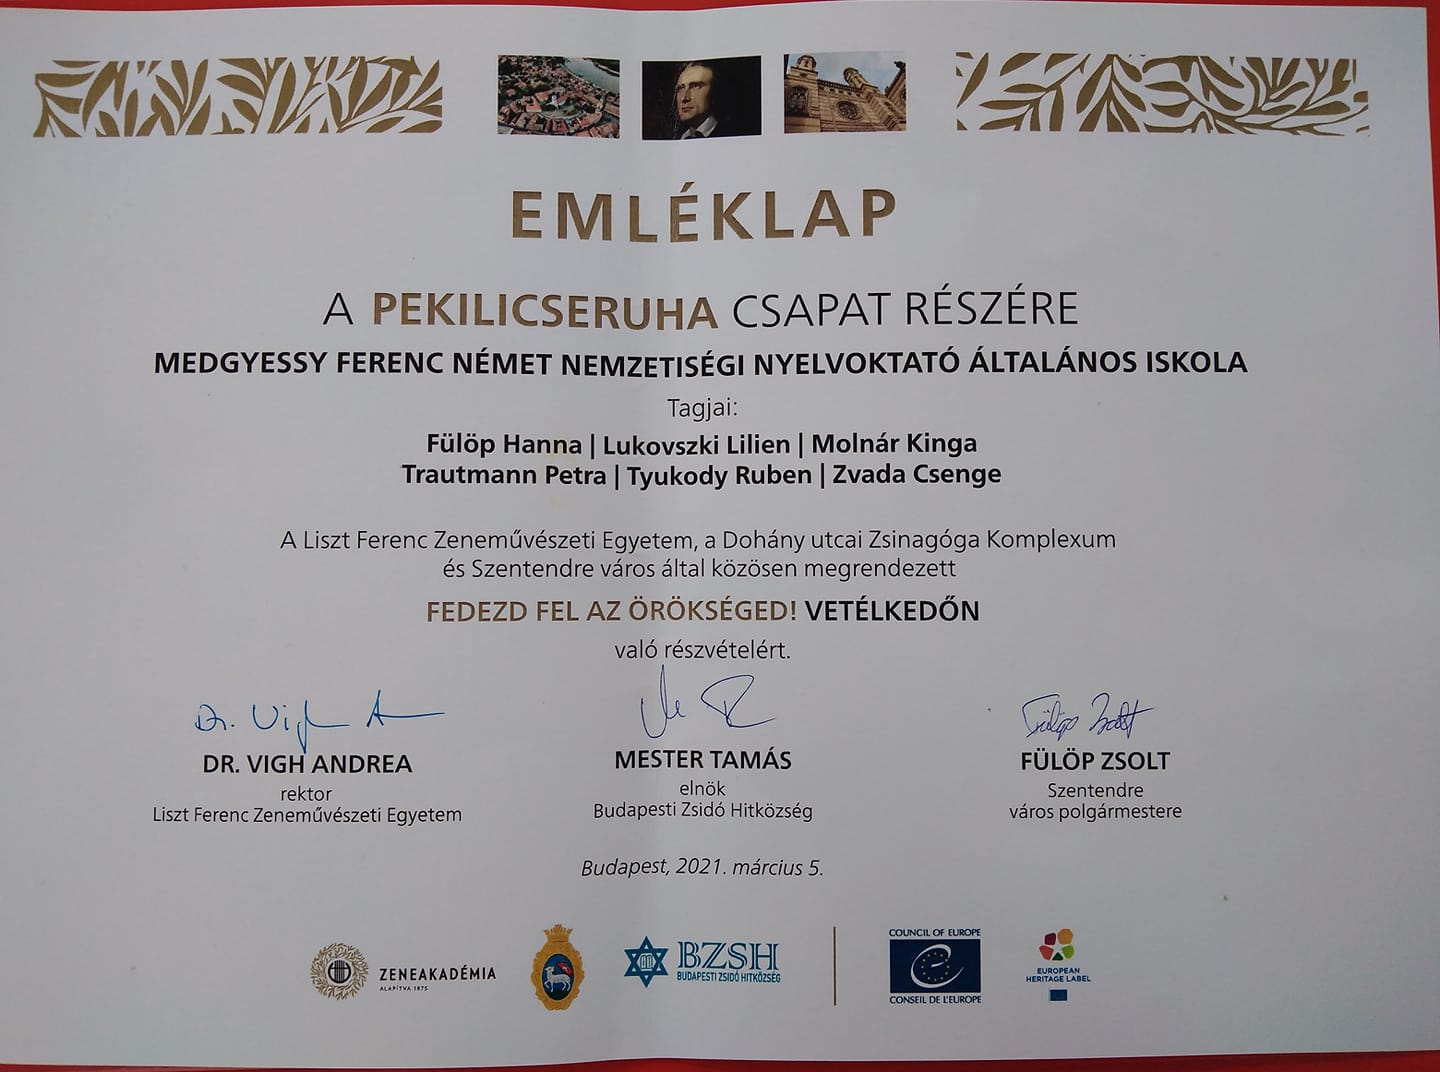 EMLÉKLAP
A PEKILICSERUHA CSAPAT RÉSZÉRE
MEDGYESSY FERENC NÉMET NEMZETISÉGI NYELVOKTATÓ ÁLTALÁNOS ISKOLA
Tagjai:
Fülöp Hanna | Lukovszki Lilien | Molnár Kinga
Trautmann Petra | Tyukody Ruben | Zvada Csenge
A Liszt Ferenc Zeneművészeti Egyetem, a Dohány utcai Zsinagóga Komplexum
és Szentendre város által közösen megrendezett
FEDEZD FEL AZ ÖRÖKSÉGED! VETÉLKEDŐN
való részvételért.
Dr. Vigh A
Fülöp Zsolt
DR. VIGH ANDREA
rektor
Liszt Ferenc Zeneművészeti Egyetem
MESTER TAMÁS
elnök
Budapesti Zsidó Hitközség
FÜLÖP ZSOLT
Szentendre
város polgármestere
Budapest, 2021. március 5.
ZENEAKADÉMIA
ALAPÍTVA 1875
BZSH
BUDAPESTI ZSIDÓ HITKÖZSÉG
COUNCIL OF EUROPE
CONSEIL DE L'EUROPE
EUROPEAN
HERITAGE LABEL